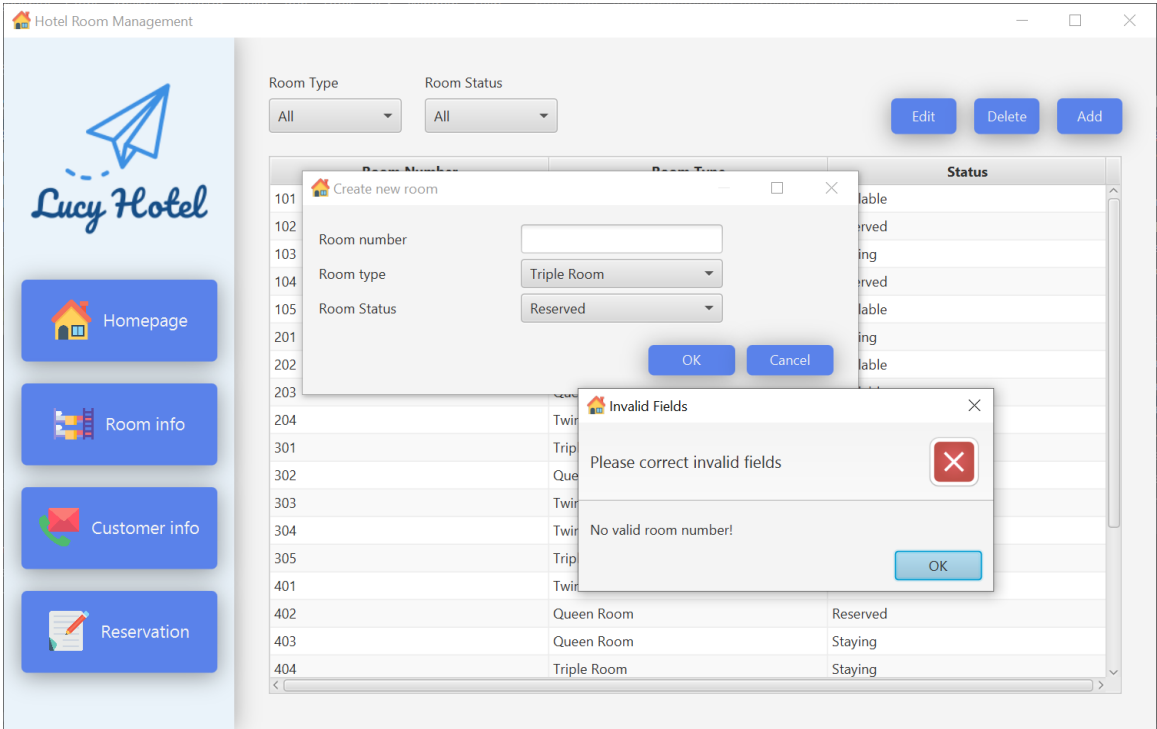 Hotel Room Management
Lucy Hotel
Homepage
Room info
Customer info
Reservation
Room Type
Room Status
All
All
Edit
Delete
Add
Status
101
102
103
104
105
201
202
203
204
301
302
303
304
305
401
402 Queen Room Reserved
403 Queen Room Staying
404 Triple Room Staying
Create new room
Room number
Room type Triple Room
Room Status Reserved
OK Cancel
Invalid Fields
Please correct invalid fields
No valid room number!
OK